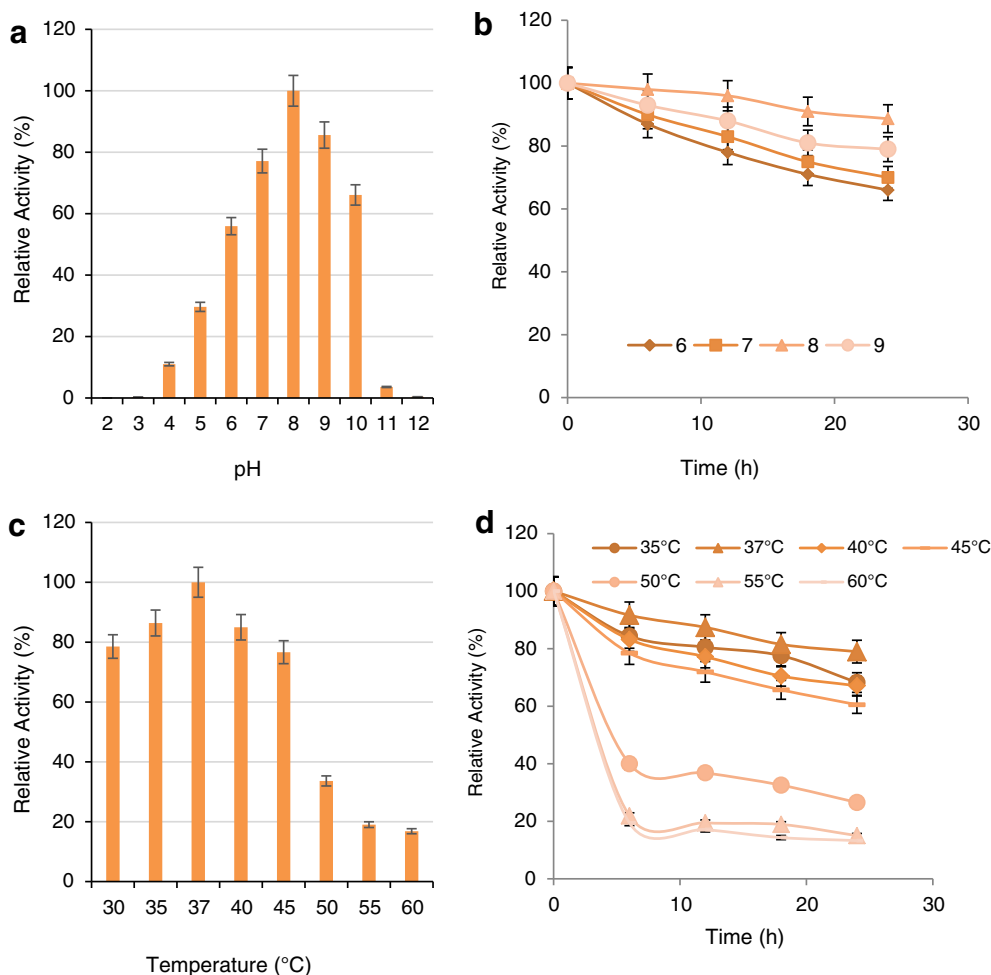 a
120
100
80
60
40
20
0
Relative Activity (%)
2 3 4 5 6 7 8 9 10 11 12
pH
b
120
100
80
60
40
20
0
Relative Activity (%)
6 7 8 9
0 10 20 30
Time (h)
c
120
100
80
60
40
20
0
Relative Activity (%)
30 35 37 40 45 50 55 60
Temperature (°C)
d
120
100
80
60
40
20
0
Relative Activity (%)
35°C 37°C 40°C 45°C
50°C 55°C 60°C
0 10 20 30
Time (h)